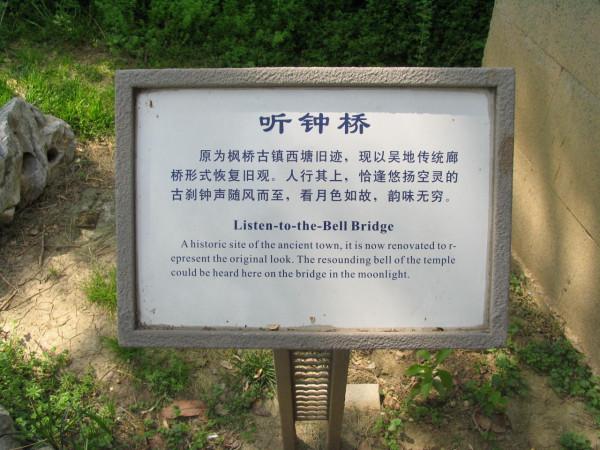 听钟桥
原为枫桥古镇西塘旧迹，现以吴地传统廊
桥形式恢复旧观。人行其上，恰逢悠扬空灵的
古刹钟声随风而至，看月色如故，韵味无穷。
Listen-to-the-Bell Bridge
A historic site of the ancient town, it is now renovated to r-
epresent the original look. The resounding bell of the temple
could be heard here on the bridge in the moonlight.